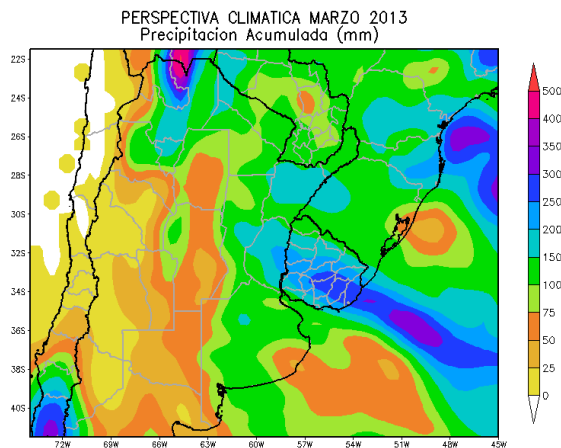 PERSPECTIVA CLIMATICA MARZO 2013
Precipitacion Acumulada (mm)
22S
24S
26S
28S
30S
32S
34S
36S
38S
40S
72W 69W 66W 63W 60W 57W 54W 51W 48W 45W
500
400
350
300
250
200
150
100
75
50
25
0